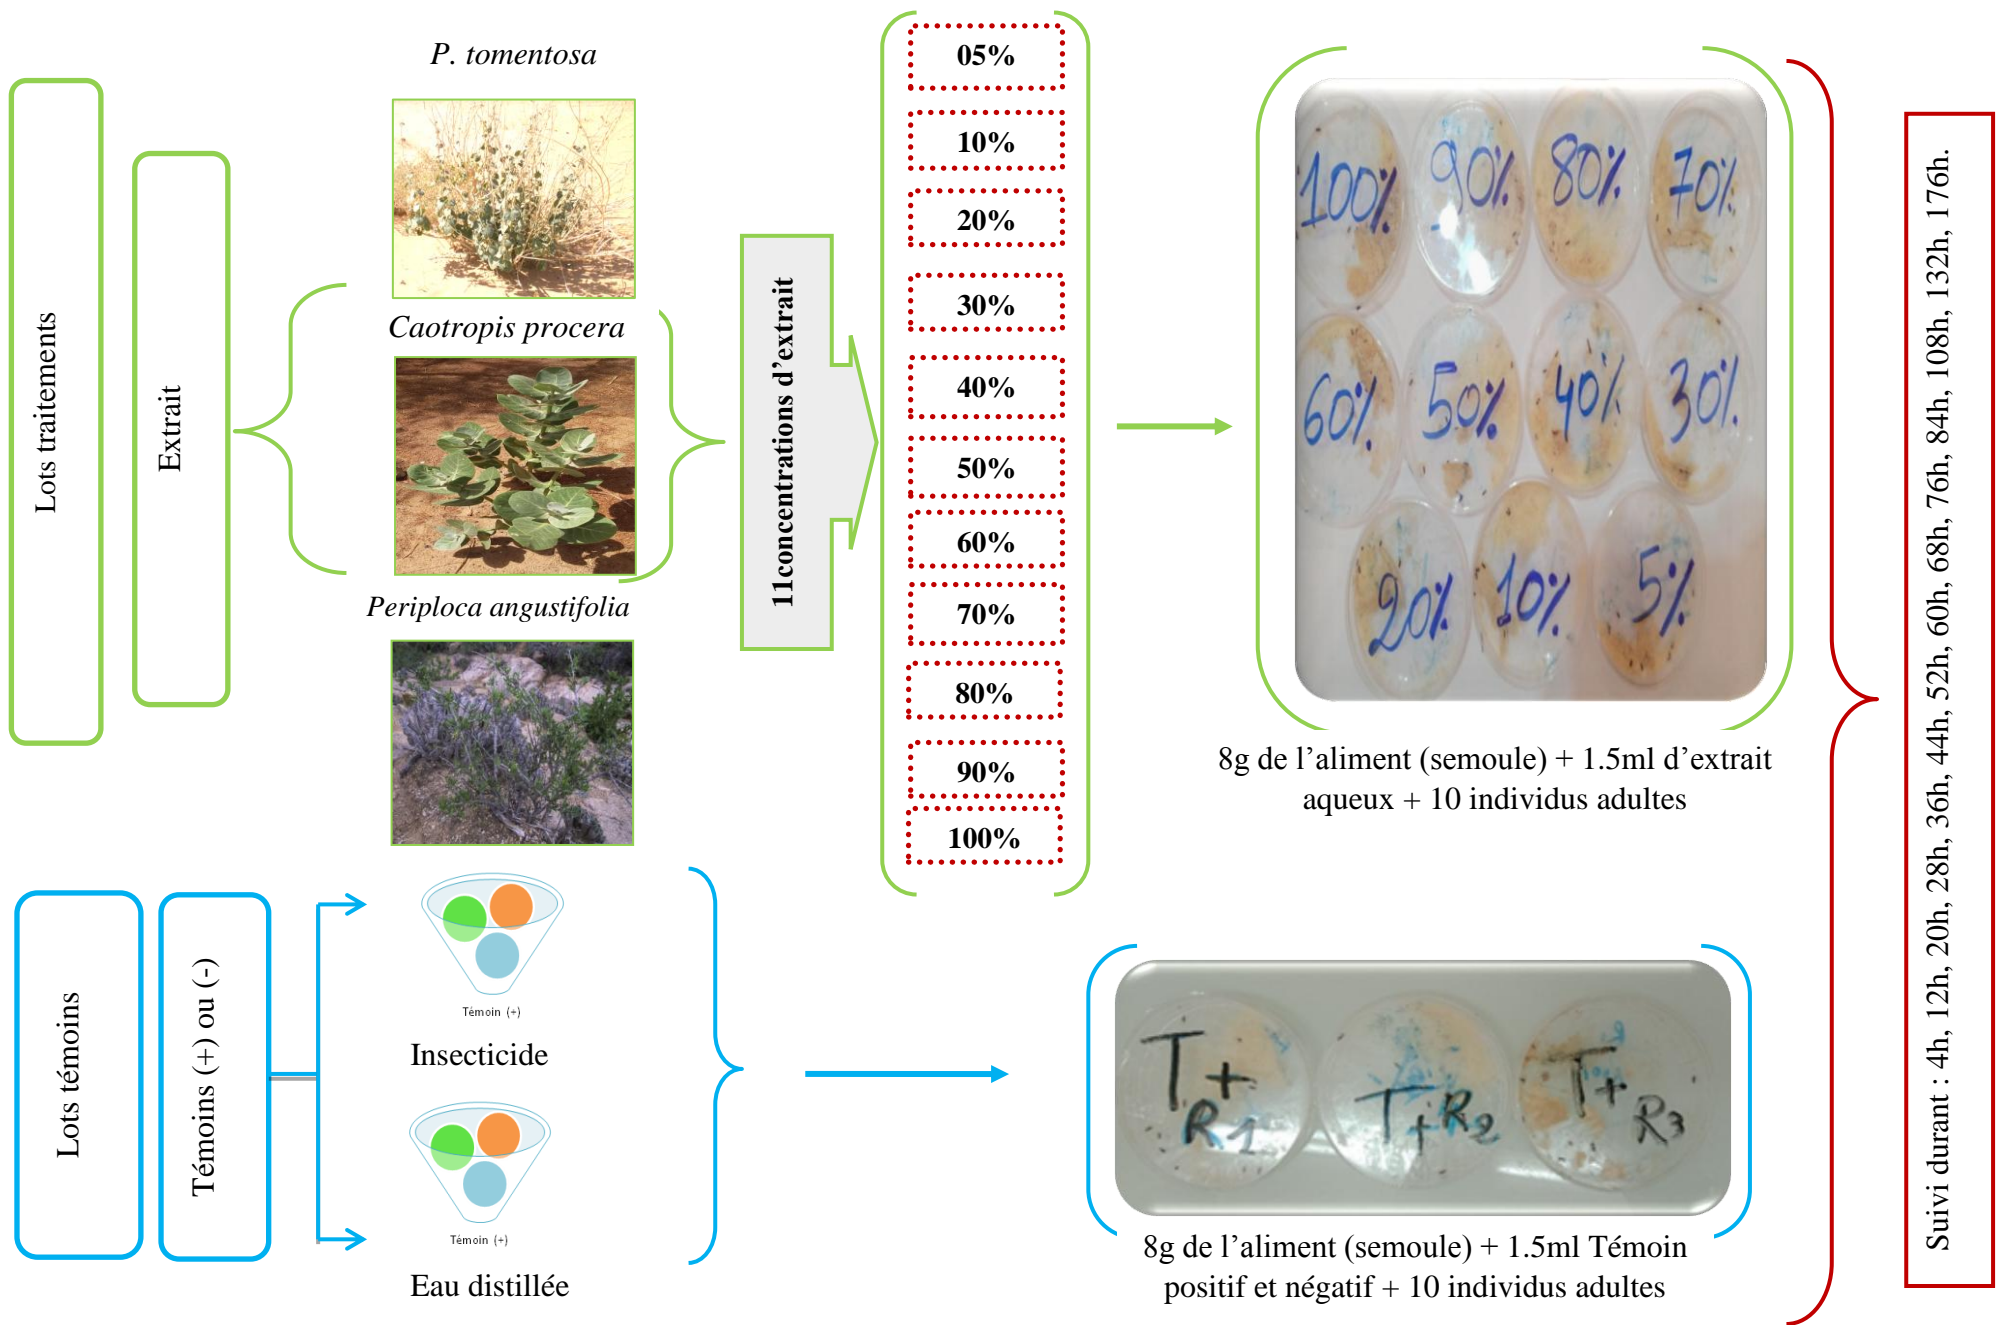 Lots traitements
Extrait
P. tomentosa
Caotropis procera
Periploca angustifolia
11concentrations d’extrait
05%
10%
20%
30%
40%
50%
60%
70%
80%
90%
100%
100%
90%
80%
70%
60%
50%
40%
30%
20%
10%
5%
8g de l’aliment (semoule) + 1.5ml d’extrait
aqueux + 10 individus adultes
Lots témoins
Témoins (+) ou (-)
Témoin (+)
Insecticide
Témoin (+)
Eau distillée
T+
R1
T+R2
T+
R3
8g de l’aliment (semoule) + 1.5ml Témoin
positif et négatif + 10 individus adultes
Suivi durant : 4h, 12h, 20h, 28h, 36h, 44h, 52h, 60h, 68h, 76h, 84h, 108h, 132h, 176h.